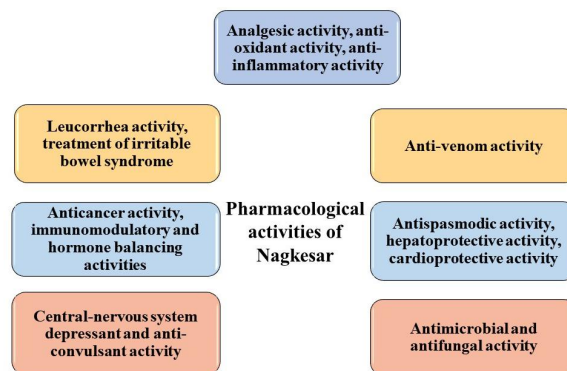 Analgesic activity, anti-
oxidant activity, anti-
inflammatory activity
Leucorrhea activity,
treatment of irritable
bowel syndrome
Anti-venom activity
Anticancer activity,
immunomodulatory and
hormone balancing
activities
Pharmacological
activities of
Nagkesar
Antispasmodic activity,
hepatoprotective activity,
cardioprotective activity
Central-nervous system
depressant and anti-
convulsant activity
Antimicrobial and
antifungal activity